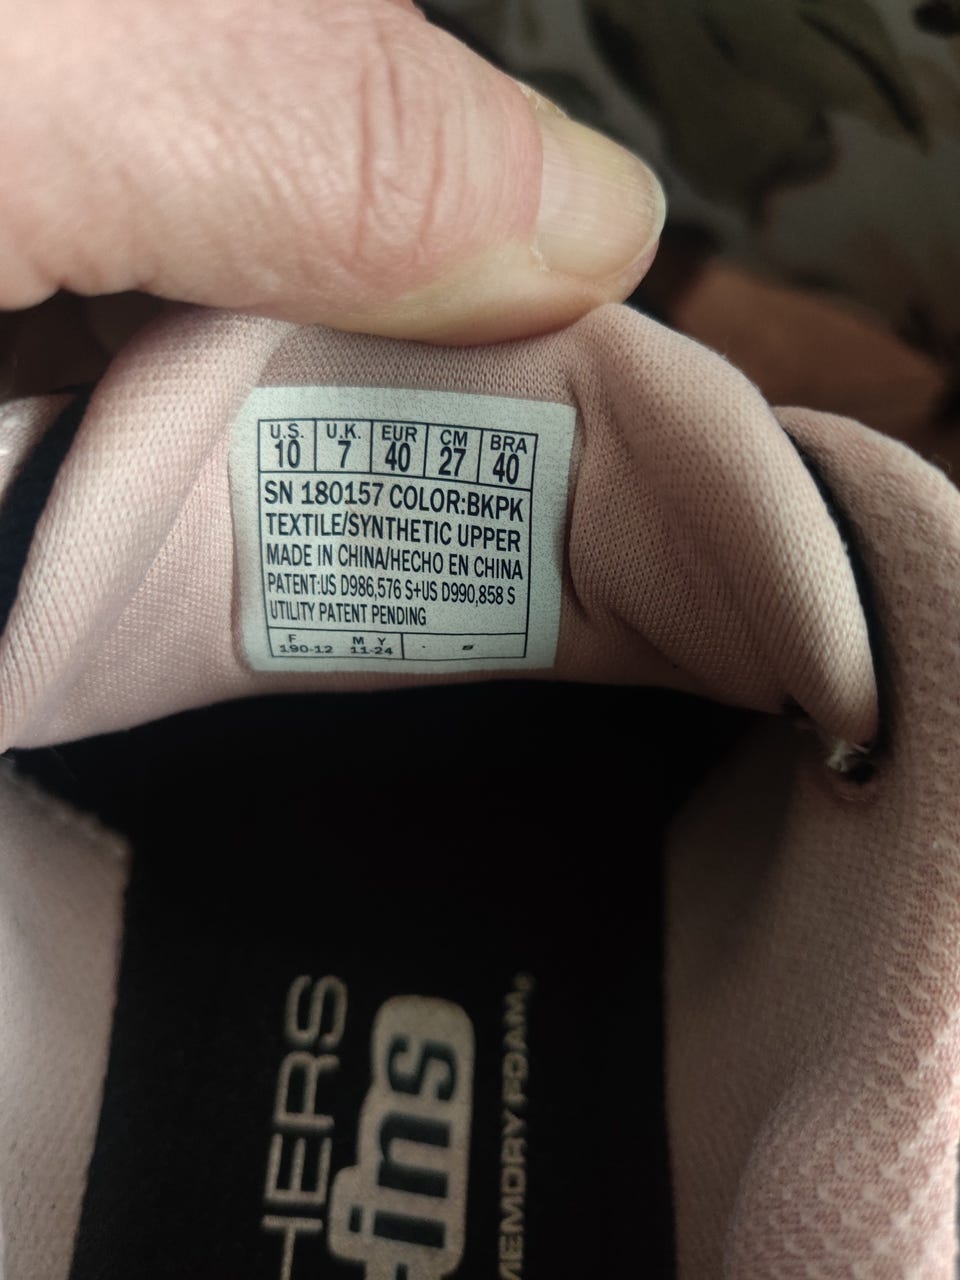 U.S. U.K. EUR CM BRA
10 7 40 27 40
SN 180157 COLOR:BKPK
TEXTILE/SYNTHETIC UPPER
MADE IN CHINA/HECHO EN CHINA
PATENT:US D986,576 S+US D990,858 S
UTILITY PATENT PENDING
F M Y
190-12 11-24
HERS
ins
MEMORY FOAM